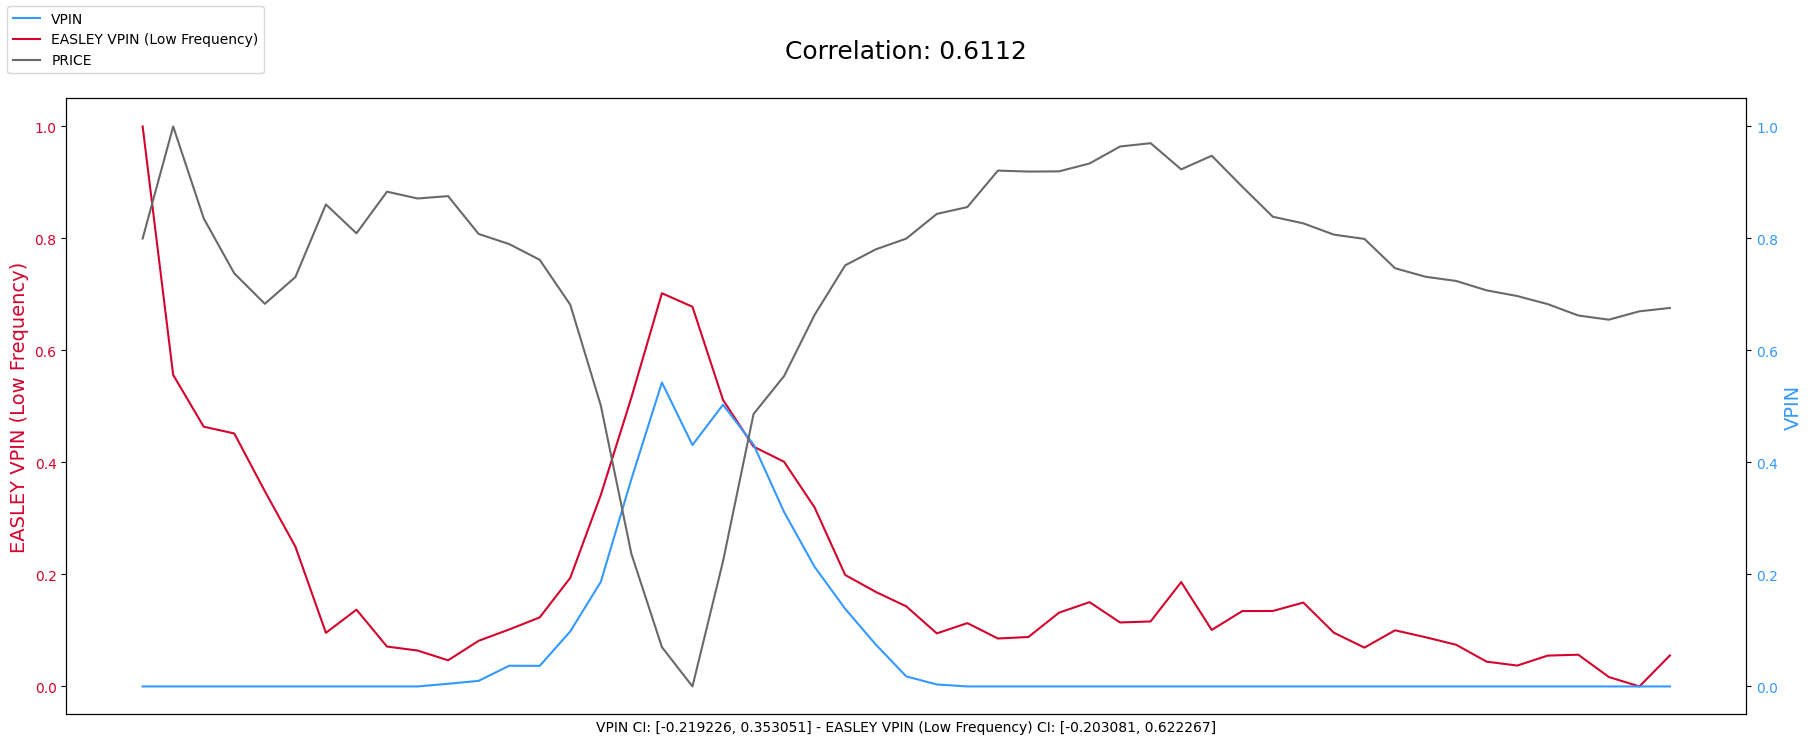 VPIN
EASLEY VPIN (Low Frequency)
PRICE
Correlation: 0.6112
EASLEY VPIN (Low Frequency)
1.0
0.8
0.6
0.4
0.2
0.0
1.0
0.8
0.6
0.4
0.2
0.0
VPIN
VPIN CI: [-0.219226, 0.353051] - EASLEY VPIN (Low Frequency) CI: [-0.203081, 0.622267]